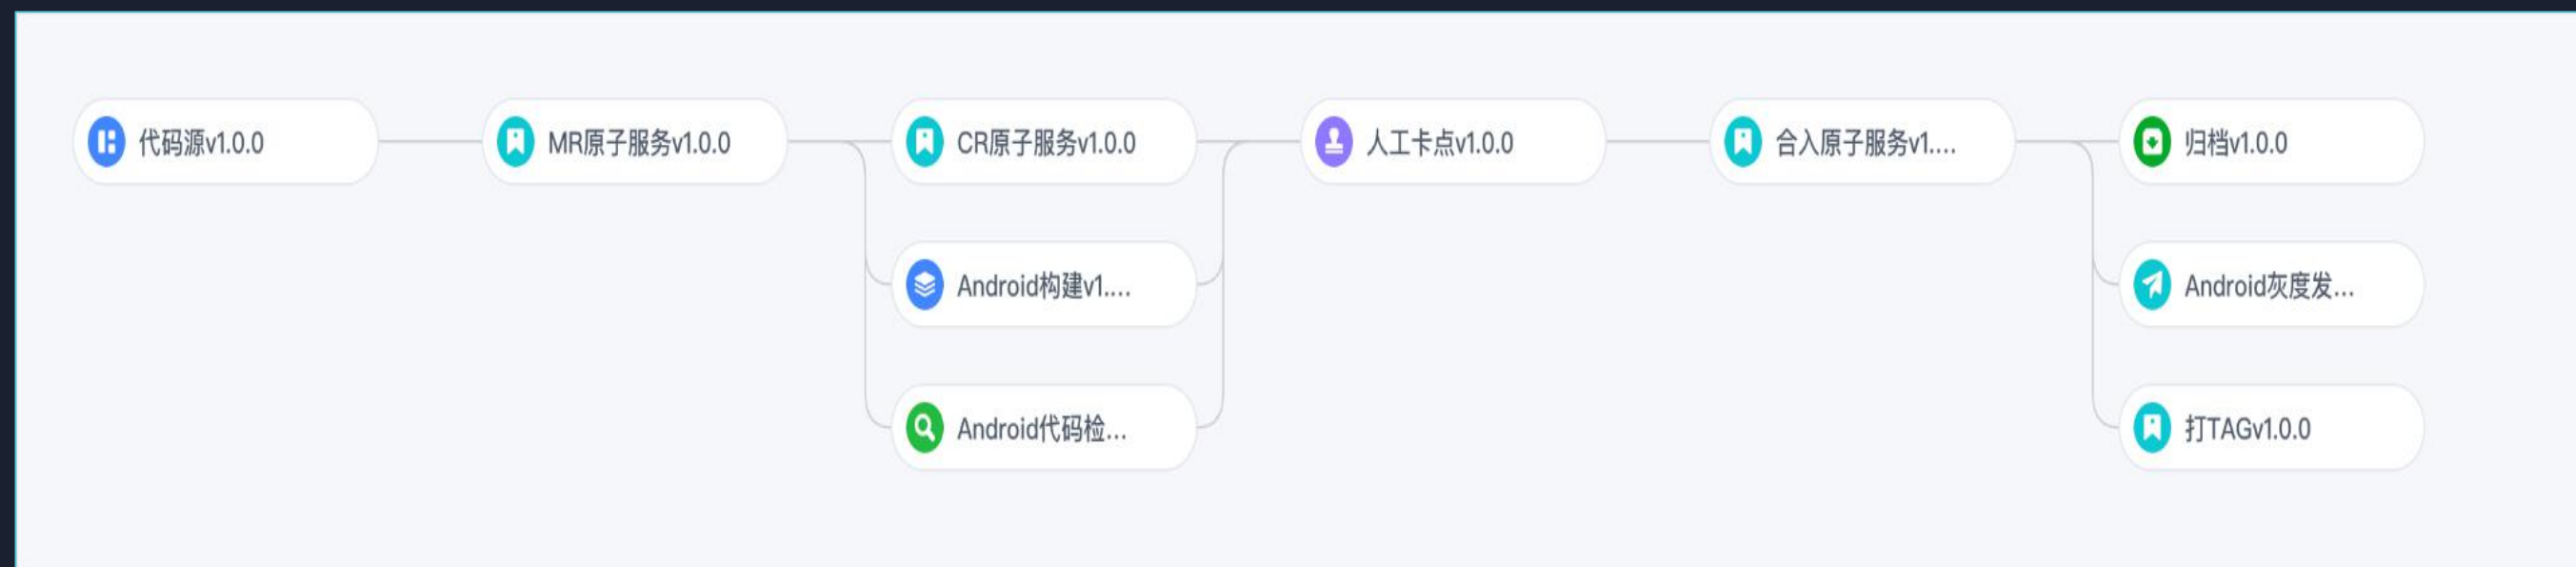 代码源v1.0.0
MR原子服务v1.0.0
CR原子服务v1.0.0
Android构建v1....
Android代码检...
人工卡点v1.0.0
合入原子服务v1....
归档v1.0.0
Android灰度发...
打TAGv1.0.0